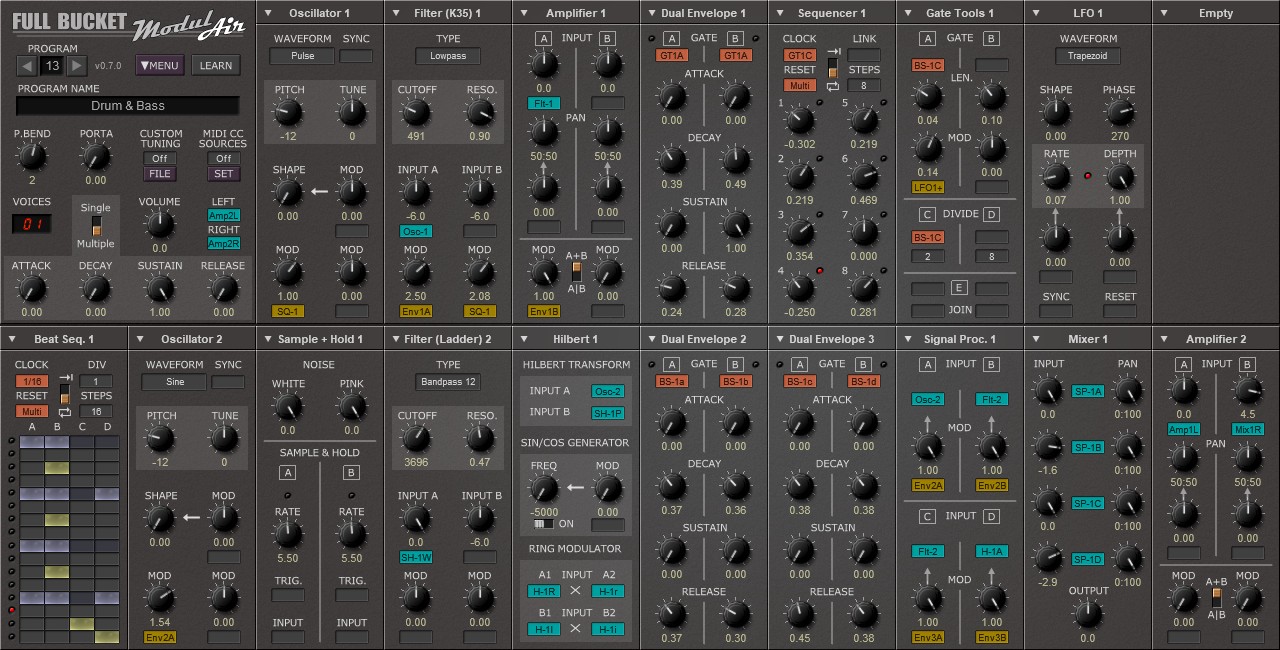 FULL BUCKET ModulAir
PROGRAM
13 v0.7.0 ▼MENU LEARN
PROGRAM NAME
Drum & Bass
P.BEND PORTA CUSTOM TUNING MIDI CC SOURCES
Off Off
FILE SET
2 0.00
VOICES Single VOLUME LEFT
01 Amp2L
RIGHT
Multiple 0.0 Amp2R
ATTACK DECAY SUSTAIN RELEASE
0.00 0.00 1.00 0.00
Oscillator 1
WAVEFORM SYNC
Pulse
PITCH TUNE
-12 0
SHAPE MOD
0.00 0.00
MOD MOD
1.00 0.00
SQ-1
Filter (K35) 1
TYPE
Lowpass
CUTOFF RESO.
491 0.90
INPUT A INPUT B
-6.0 -6.0
Osc-1
MOD MOD
2.50 2.08
Env1A SQ-1
Amplifier 1
A INPUT B
0.0 0.0
Flt-1
PAN
50:50 50:50
0.00 0.00
MOD A+B MOD
A|B
1.00 0.00
Env1B
Dual Envelope 1
A GATE B
GT1A GT1A
ATTACK
0.00 0.00
DECAY
0.39 0.49
SUSTAIN
0.00 1.00
RELEASE
0.24 0.28
Sequencer 1
CLOCK LINK
GT1C
RESET STEPS
Multi 8
1 5
-0.302 0.219
2 6
0.219 0.469
3 7
0.354 0.000
4 8
-0.250 0.281
Gate Tools 1
A GATE B
BS-1C
LEN.
0.04 0.10
MOD
0.14 0.00
LFO1+
C DIVIDE D
BS-1C
2 8
E
JOIN
LFO 1
WAVEFORM
Trapezoid
SHAPE PHASE
0.00 270
RATE DEPTH
0.07 1.00
0.00 0.00
SYNC RESET
Empty
Beat Seq. 1
CLOCK DIV
1/16 1
RESET STEPS
Multi 16
A B C D
Oscillator 2
WAVEFORM SYNC
Sine
PITCH TUNE
-12 0
SHAPE MOD
0.00 0.00
MOD MOD
1.54 0.00
Env2A
Sample + Hold 1
NOISE
WHITE PINK
0.0 0.0
SAMPLE & HOLD
A B
RATE RATE
5.50 5.50
TRIG. TRIG.
INPUT INPUT
Filter (Ladder) 2
TYPE
Bandpass 12
CUTOFF RESO.
3696 0.47
INPUT A INPUT B
0.0 -6.0
SH-1W
MOD MOD
0.00 0.00
Hilbert 1
HILBERT TRANSFORM
INPUT A Osc-2
INPUT B SH-1P
SIN/COS GENERATOR
FREQ MOD
-5000 0.00
ON
RING MODULATOR
A1 INPUT A2
H-1R H-1r
B1 INPUT B2
H-1I H-1i
Dual Envelope 2
A GATE B
BS-1a BS-1b
ATTACK
0.00 0.00
DECAY
0.37 0.36
SUSTAIN
0.00 0.00
RELEASE
0.37 0.30
Dual Envelope 3
A GATE B
BS-1c BS-1d
ATTACK
0.00 0.00
DECAY
0.38 0.38
SUSTAIN
0.00 0.00
RELEASE
0.45 0.38
Signal Proc. 1
A INPUT B
Osc-2 Flt-2
MOD
1.00 1.00
Env2A Env2B
C INPUT D
Flt-2 H-1A
MOD
1.00 1.00
Env3A Env3B
Mixer 1
INPUT PAN
SP-1A
0.0 0:100
SP-1B
-1.6 0:100
SP-1C
0.0 0:100
SP-1D
-2.9 0:100
OUTPUT
0.0
Amplifier 2
A INPUT B
0.0 4.5
Amp1L Mix1R
PAN
50:50 50:50
0.00 0.00
MOD A+B MOD
A|B
0.00 0.00